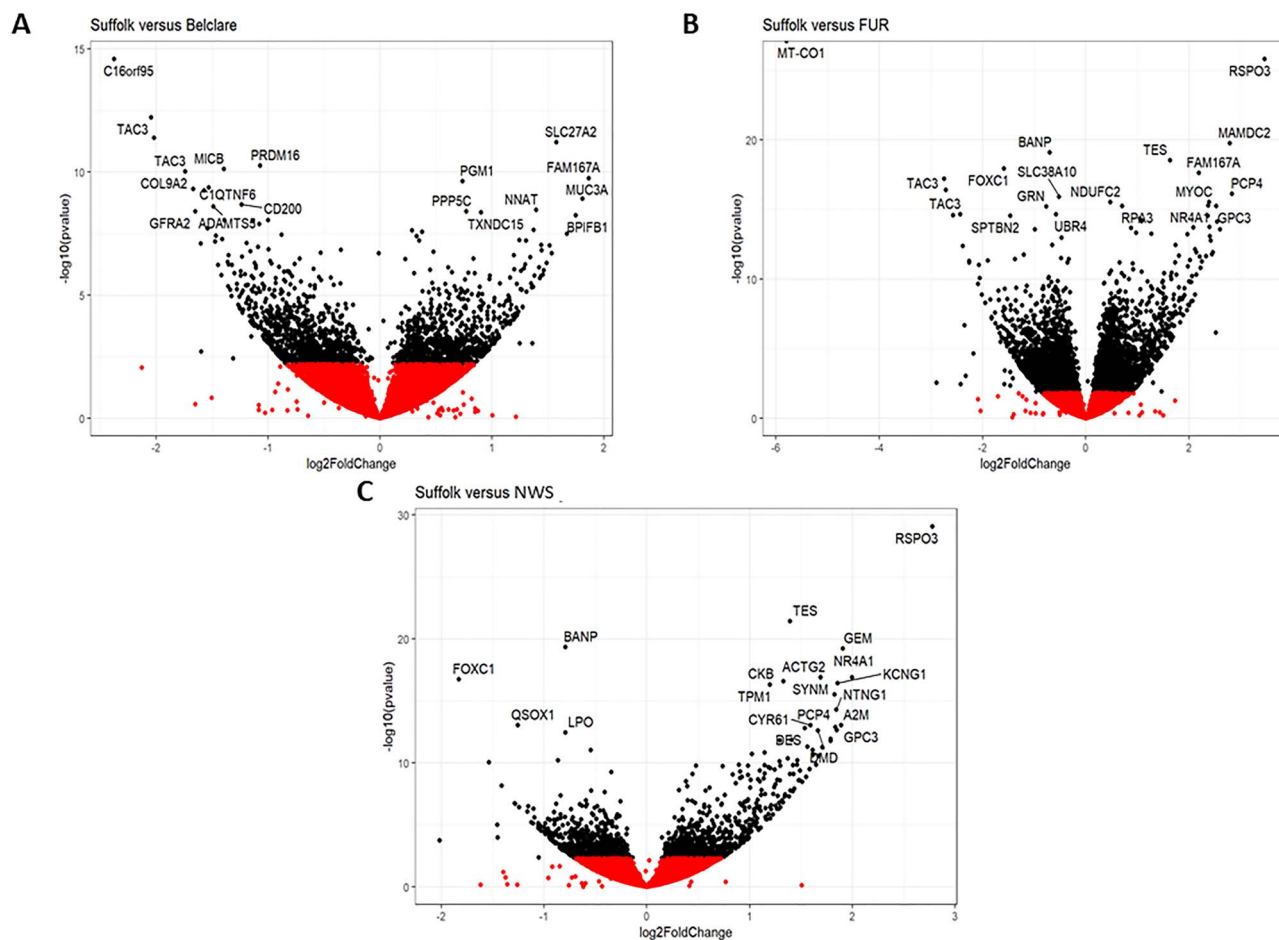 A
Suffolk versus Belclare
15
10
5
0
-log10(pvalue)
C16orf95
TAC3
TAC3
MICB
PRDM16
COL9A2
C1QTNF6
CD200
GFRA2
ADAMTS5
SLC27A2
PGM1
FAM167A
MUC3A
PPP5C
NNAT
TXNDC15
BPIFB1
-2
-1
0
1
2
log2FoldChange
B
Suffolk versus FUR
20
10
0
-log10(pvalue)
MT-CO1
RSPO3
BANP
TES
MAMDC2
SLC38A10
FAM167A
TAC3
FOXC1
NDUFC2
PCP4
GRN
MYOC
TAC3
SPTBN2
UBR4
RPA3
NR4A1
GPC3
-6
-4
-2
0
2
log2FoldChange
C
Suffolk versus NWS
30
20
10
0
-log10(pvalue)
RSPO3
TES
BANP
GEM
FOXC1
CKB
ACTG2
NR4A1
KCNG1
TPM1
SYNM
NTNG1
QSOX1
LPO
CYR61
PCP4
A2M
DES
GPC3
DMD
-2
-1
0
1
2
3
log2FoldChange